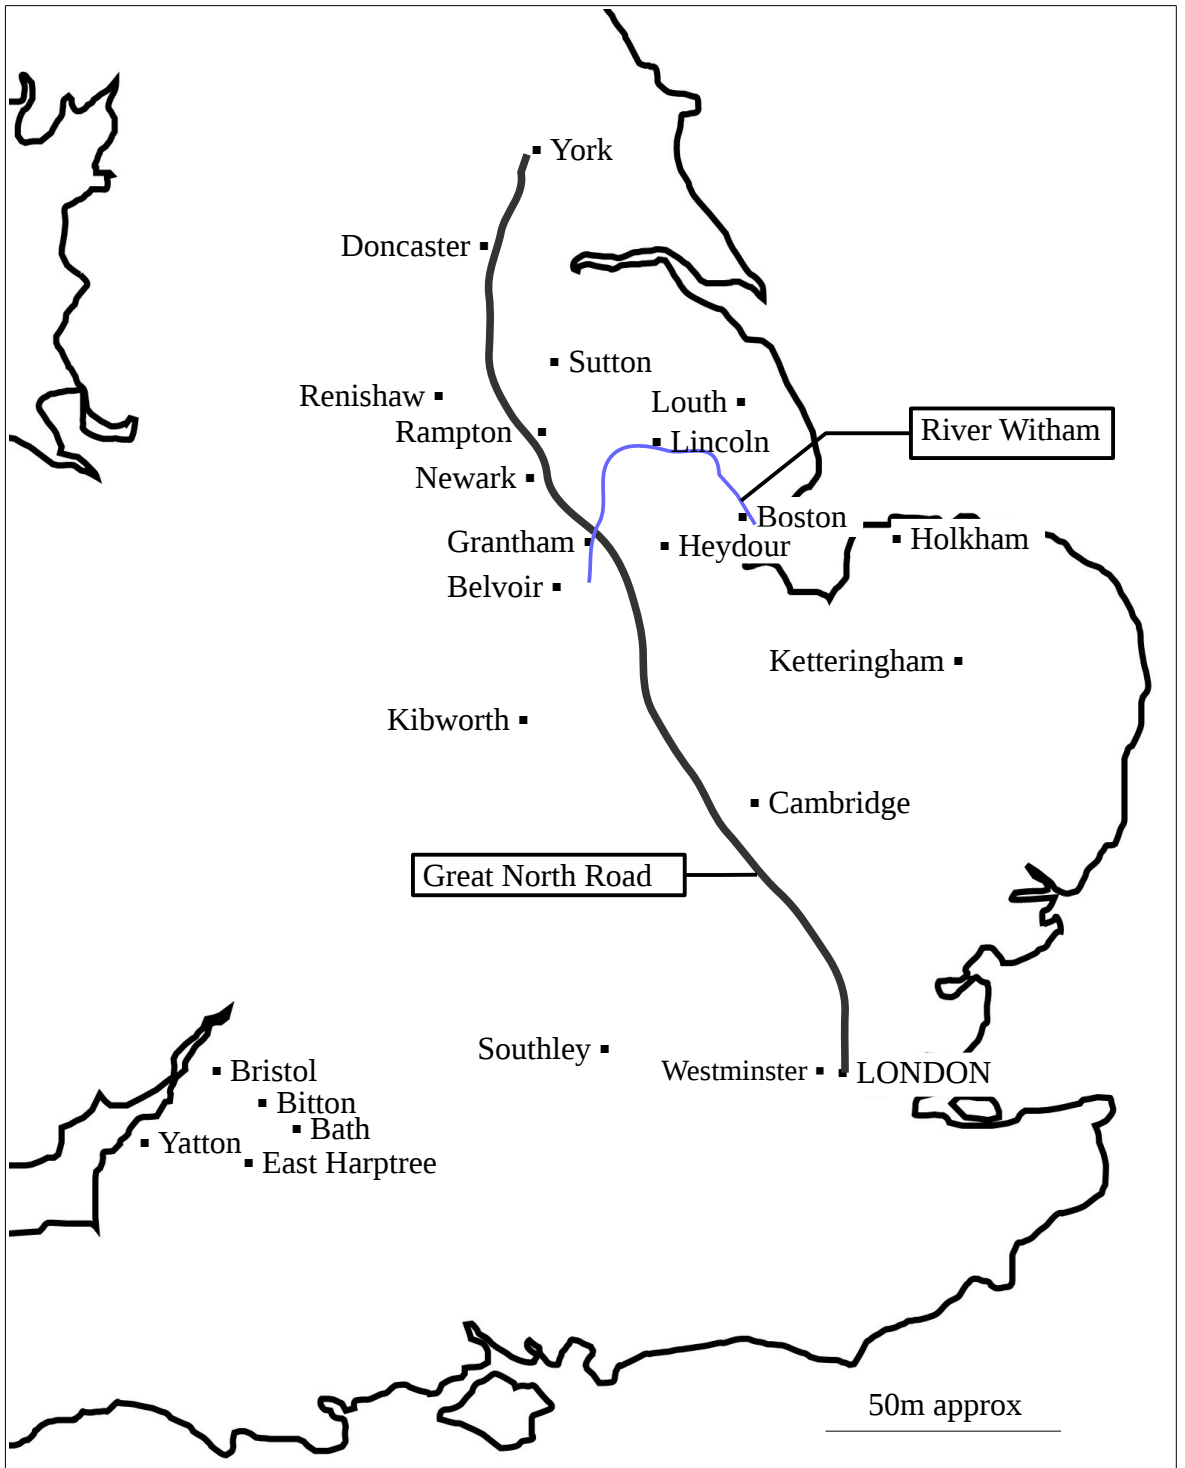 York
Doncaster
Sutton
Renishaw
Louth
Rampton
River Witham
Lincoln
Newark
Boston
Grantham
Heydour
Holkham
Belvoir
Ketteringham
Kibworth
Cambridge
Great North Road
Southley
Westminster
LONDON
Bristol
Bitton
Bath
Yatton
East Harptree
50m approx